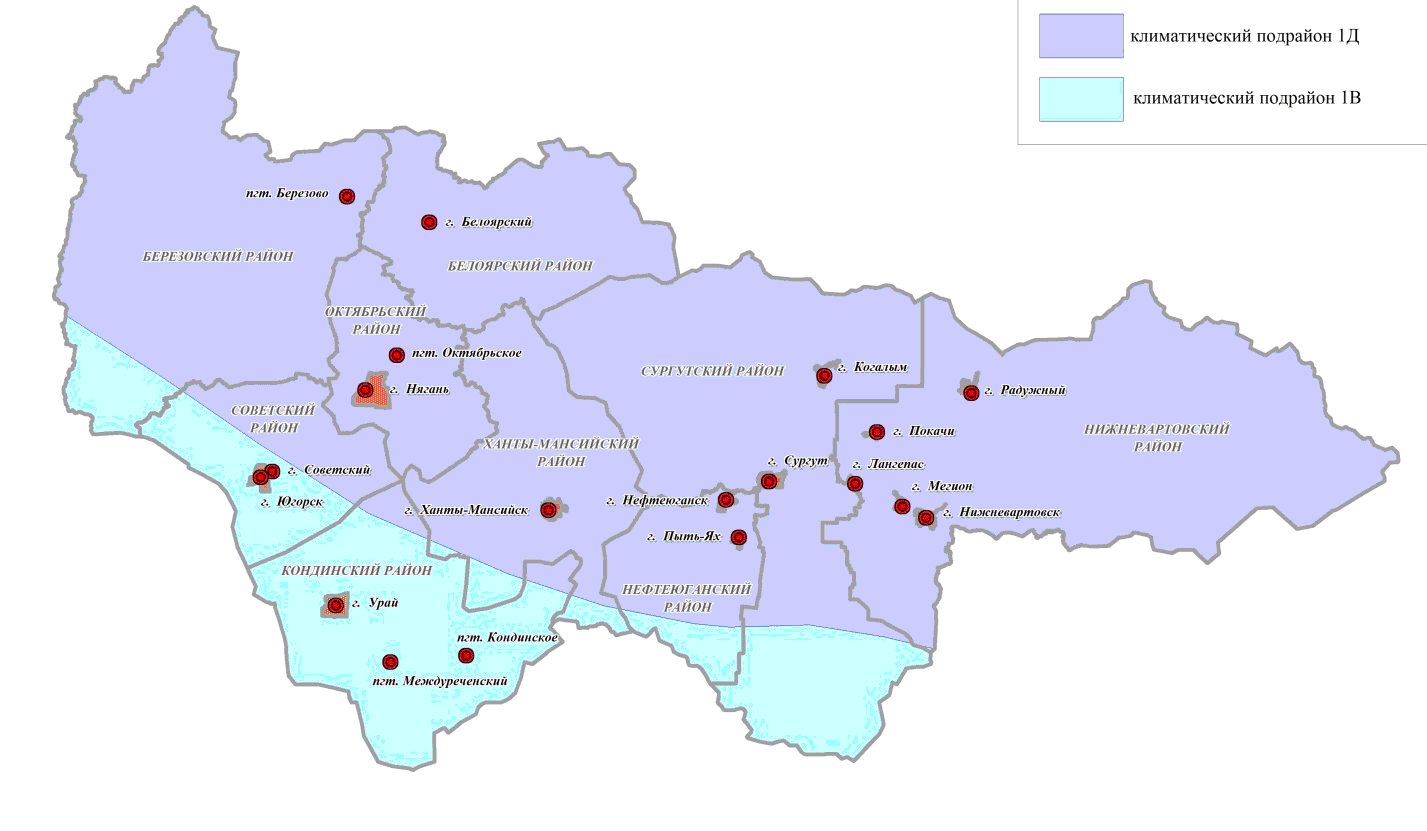 климатический подрайон 1Д
климатический подрайон 1В
пгт. Березово
г. Белоярский
БЕРЕЗОВСКИЙ РАЙОН
БЕЛОЯРСКИЙ РАЙОН
ОКТЯБРЬСКИЙ
РАЙОН
пгт. Октябрьское
г. Нягань
СУРГУТСКИЙ РАЙОН
г. Когалым
г. Радужный
СОВЕТСКИЙ
РАЙОН
ХАНТЫ-МАНСИЙСКИЙ
РАЙОН
г. Покачи
НИЖНЕВАРТОВСКИЙ
РАЙОН
г. Советский
г. Югорск
г. Сургут
г. Лангепас
г. Мегион
г. Нефтеюганск
г. Ханты-Мансийск
г. Нижневартовск
г. Пыть-Ях
КОНДИНСКИЙ РАЙОН
НЕФТЕЮГАНСКИЙ
РАЙОН
г. Урай
пгт. Кондинское
пгт. Междуреченский